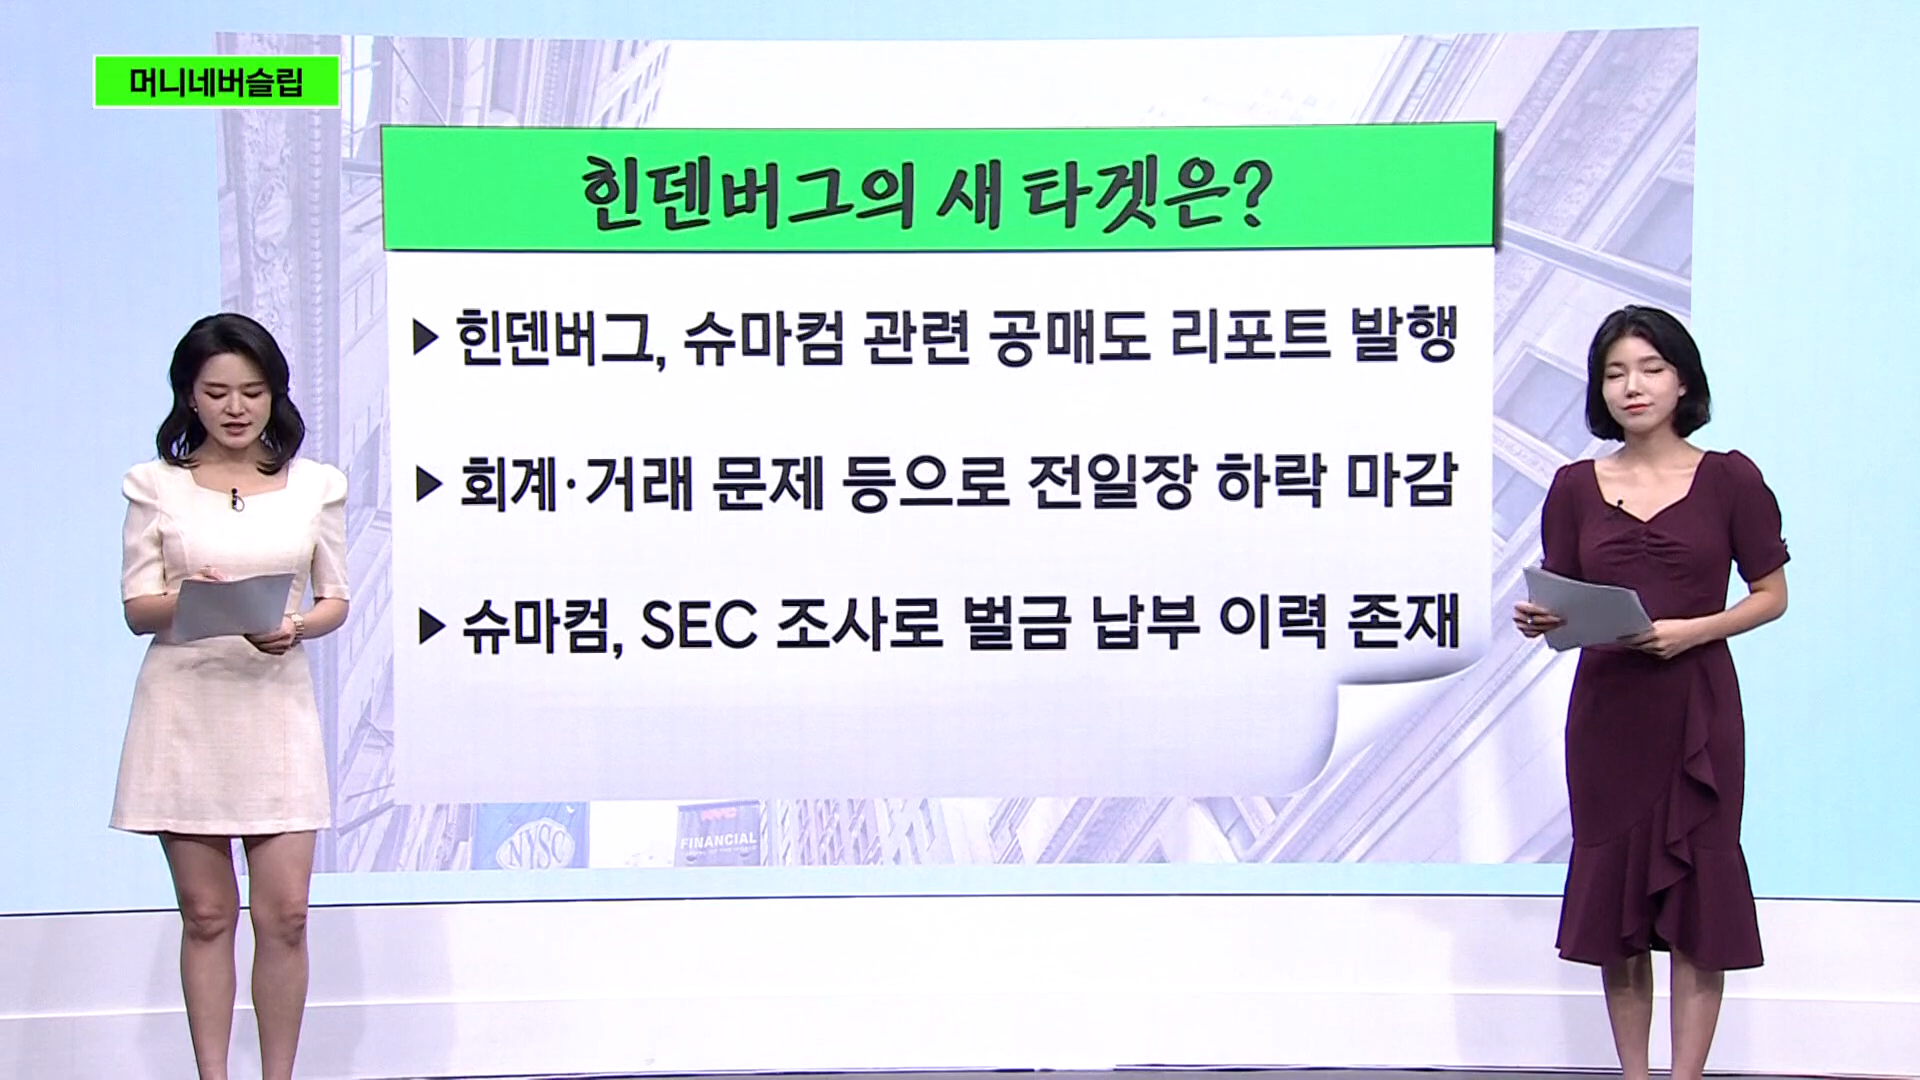 머니네버슬립
힌덴버그의 새 타겟은?
▶ 힌덴버그, 슈마컴 관련 공매도 리포트 발행
▶ 회계·거래 문제 등으로 전일장 하락 마감
▶ 슈마컴, SEC 조사로 벌금 납부 이력 존재
NYSC
NYC
FINANCIAL